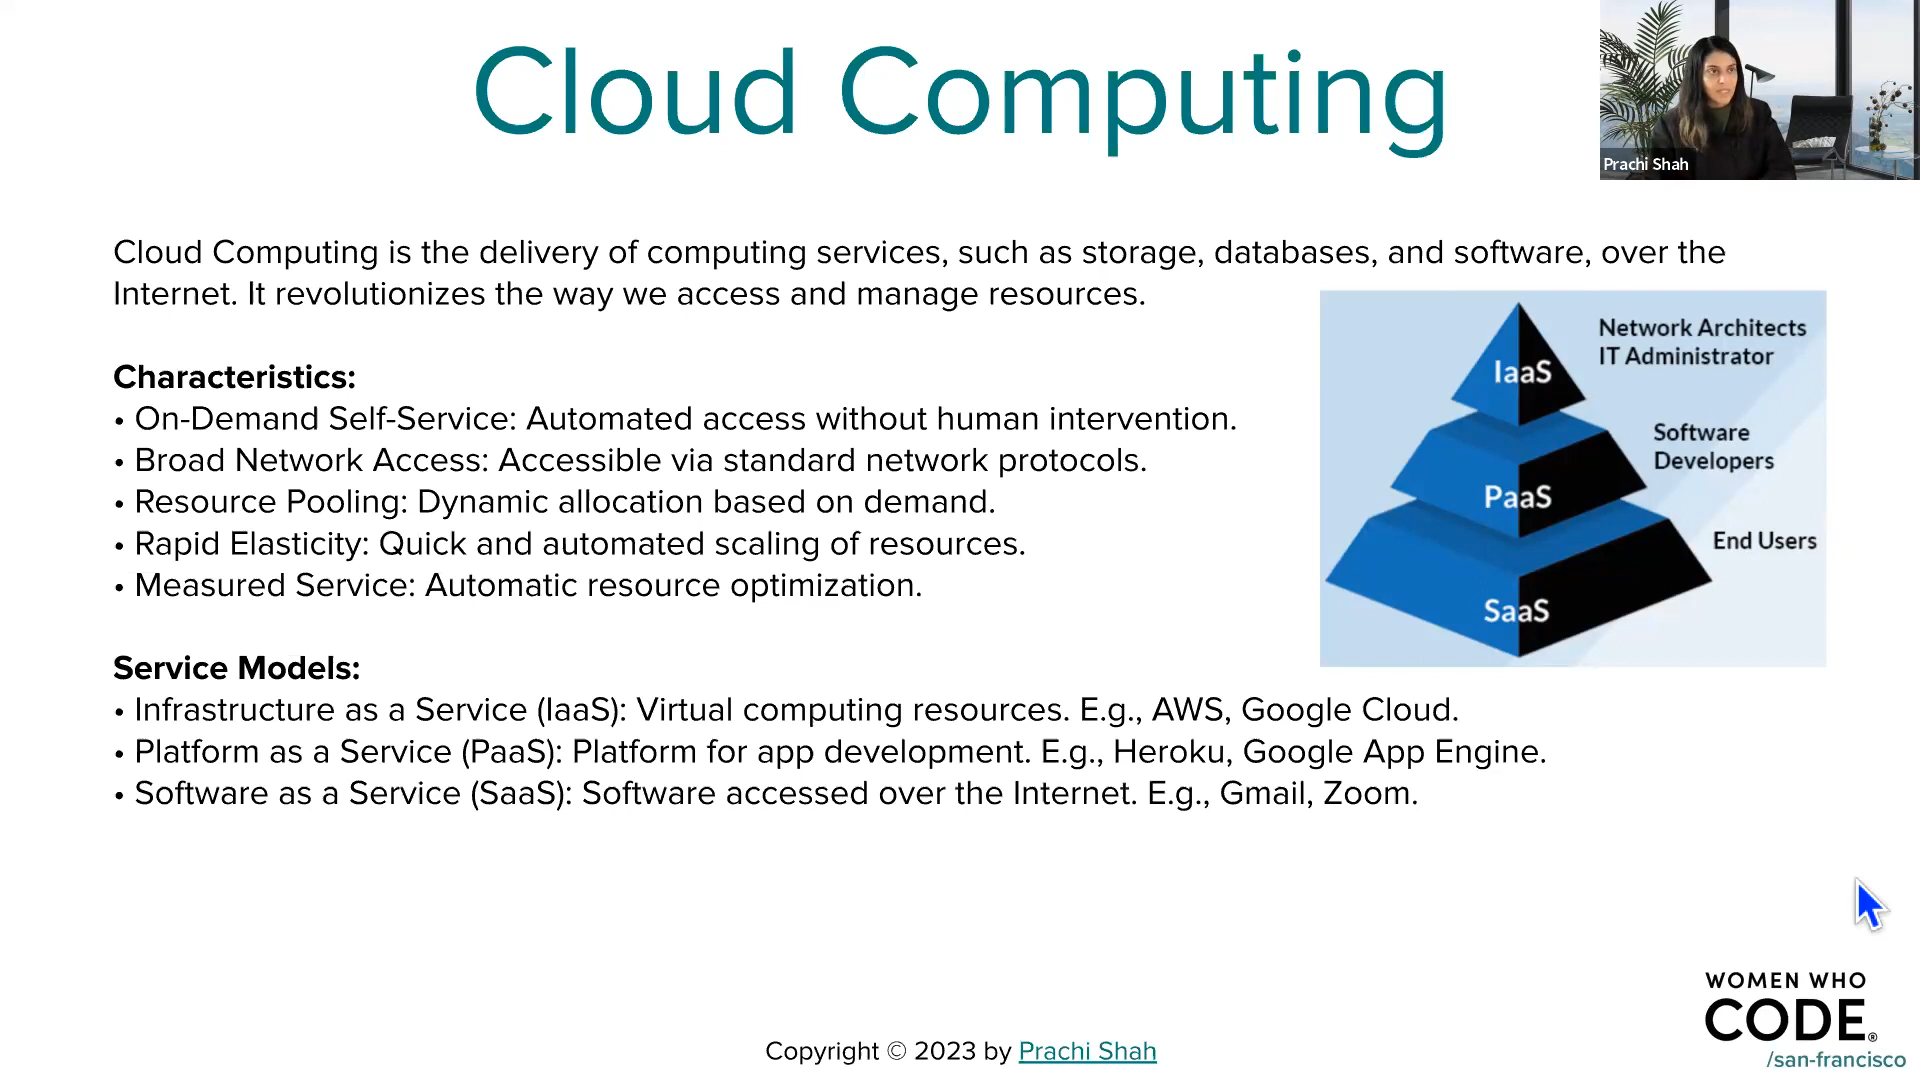 Cloud Computing
Prachi Shah
Cloud Computing is the delivery of computing services, such as storage, databases, and software, over the
Internet. It revolutionizes the way we access and manage resources.
Characteristics:
• On-Demand Self-Service: Automated access without human intervention.
• Broad Network Access: Accessible via standard network protocols.
• Resource Pooling: Dynamic allocation based on demand.
• Rapid Elasticity: Quick and automated scaling of resources.
• Measured Service: Automatic resource optimization.
IaaS
Network Architects
IT Administrator
PaaS
Software
Developers
SaaS
End Users
Service Models:
• Infrastructure as a Service (IaaS): Virtual computing resources. E.g., AWS, Google Cloud.
• Platform as a Service (PaaS): Platform for app development. E.g., Heroku, Google App Engine.
• Software as a Service (SaaS): Software accessed over the Internet. E.g., Gmail, Zoom.
Copyright © 2023 by Prachi Shah
WOMEN WHO
CODE®
/san-francisco